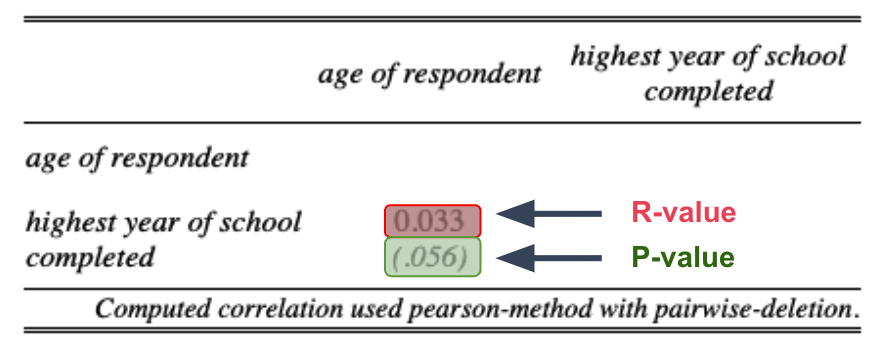 age of respondent highest year of school
completed
age of respondent
highest year of school 0.033 R-value
completed (.056) P-value
Computed correlation used pearson-method with pairwise-deletion.